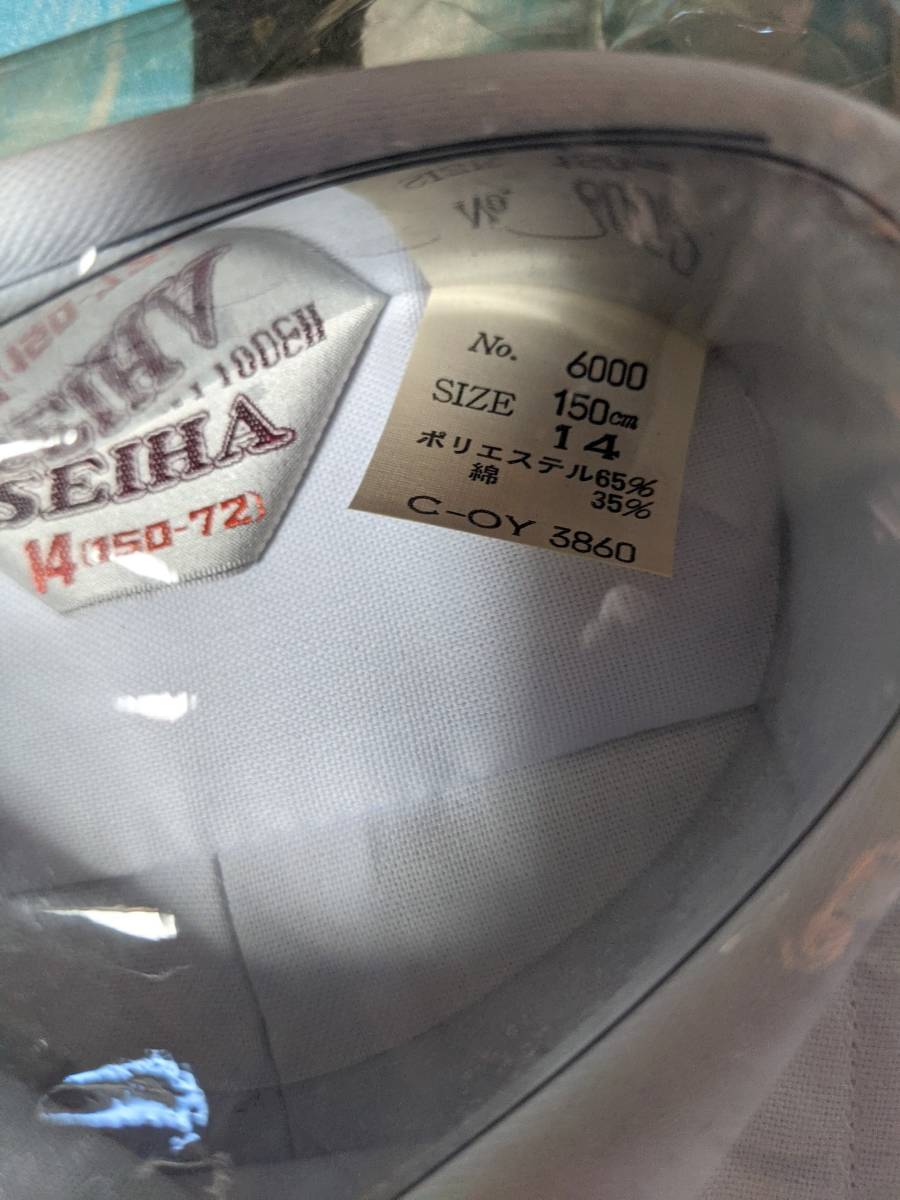 SEIHA
14(150-72)
No. 6000
SIZE 150cm
14
ポリエステル65%
綿 35%
C-OY 3860